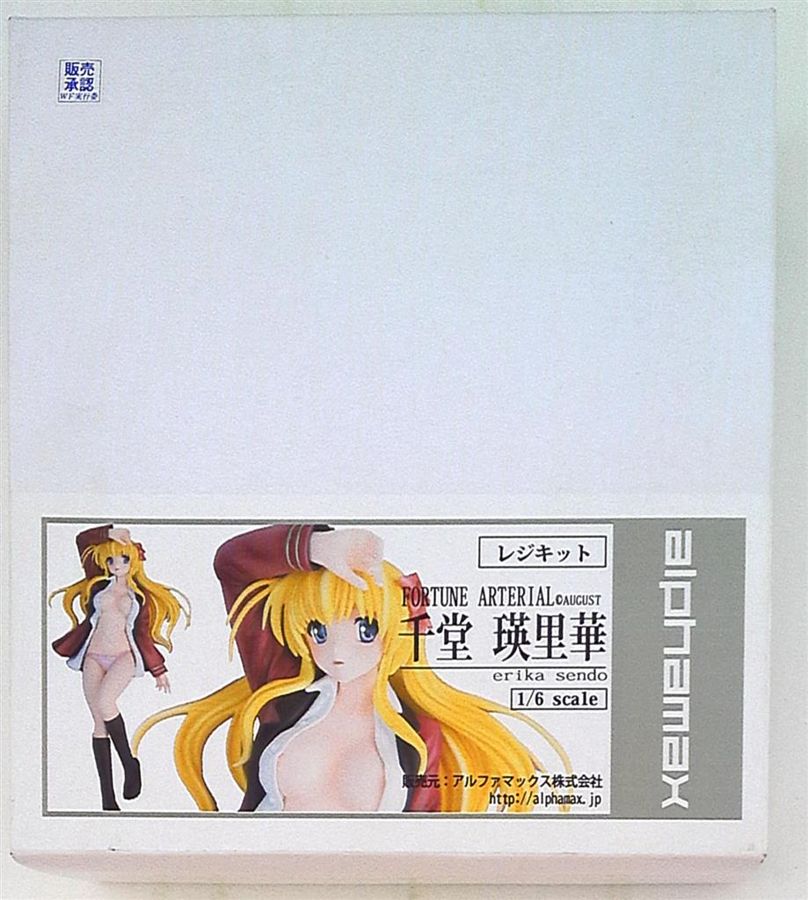 販売
承認
WF実行委
レジキット
FORTUNE ARTERIAL©AUGUST
千堂 瑛里華
erika sendo
1/6 scale
販売元：アルファマックス株式会社
http://alphamax.jp
alphamax